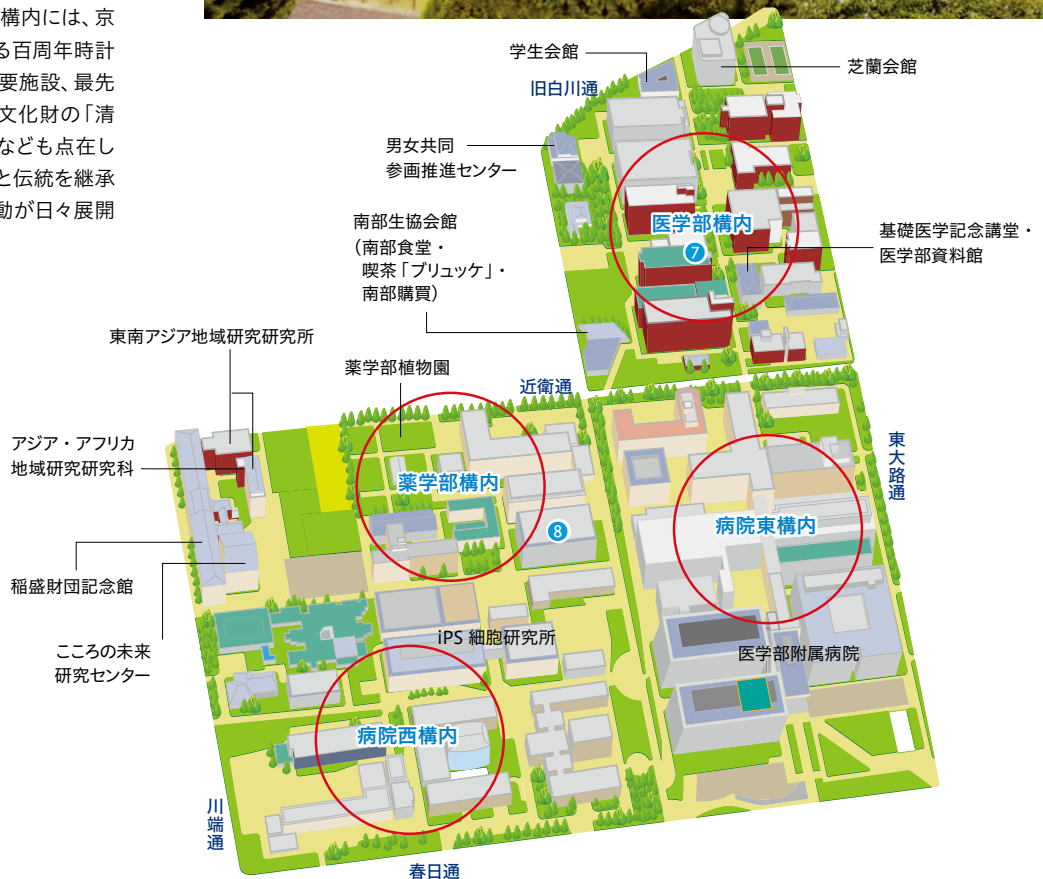 構内には、京
る百周年時計
要施設、最先
文化財の「清
なども点在し
と伝統を継承
動が日々展開
学生会館
芝蘭会館
旧白川通
男女共同
参画推進センター
医学部構内
7
南部生協会館
（南部食堂・
喫茶「ブリュッケ」・
南部購買）
基礎医学記念講堂・
医学部資料館
東南アジア地域研究研究所
薬学部植物園
近衛通
アジア・アフリカ
地域研究研究科
薬学部構内
8
病院東構内
東大路通
稲盛財団記念館
こころの未来
研究センター
iPS 細胞研究所
医学部附属病院
病院西構内
川端通
春日通